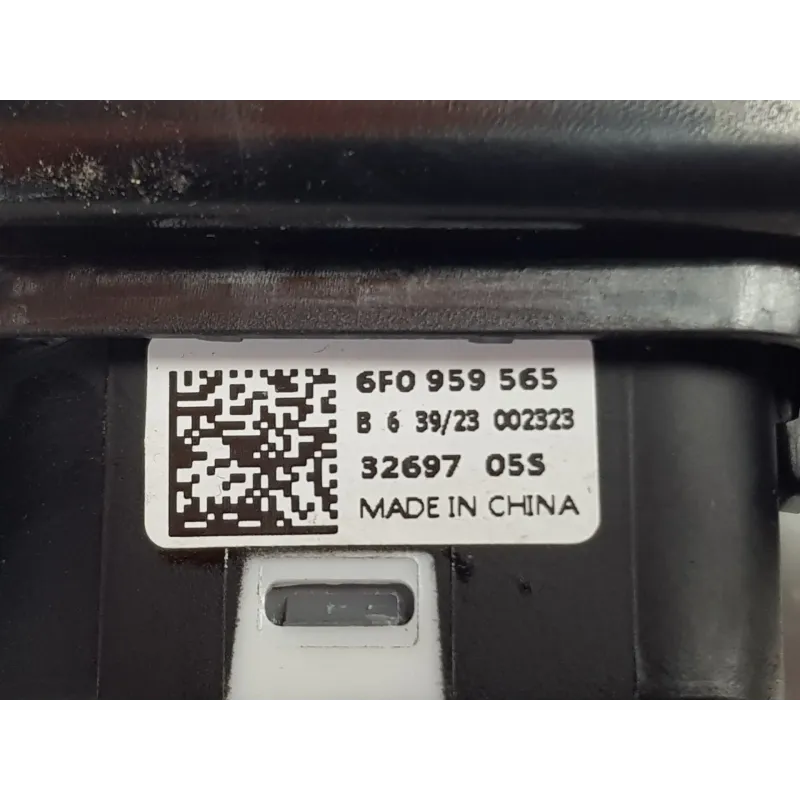 6F0 959 565
B 6 39/23 002323
32697 05S
MADE IN CHINA